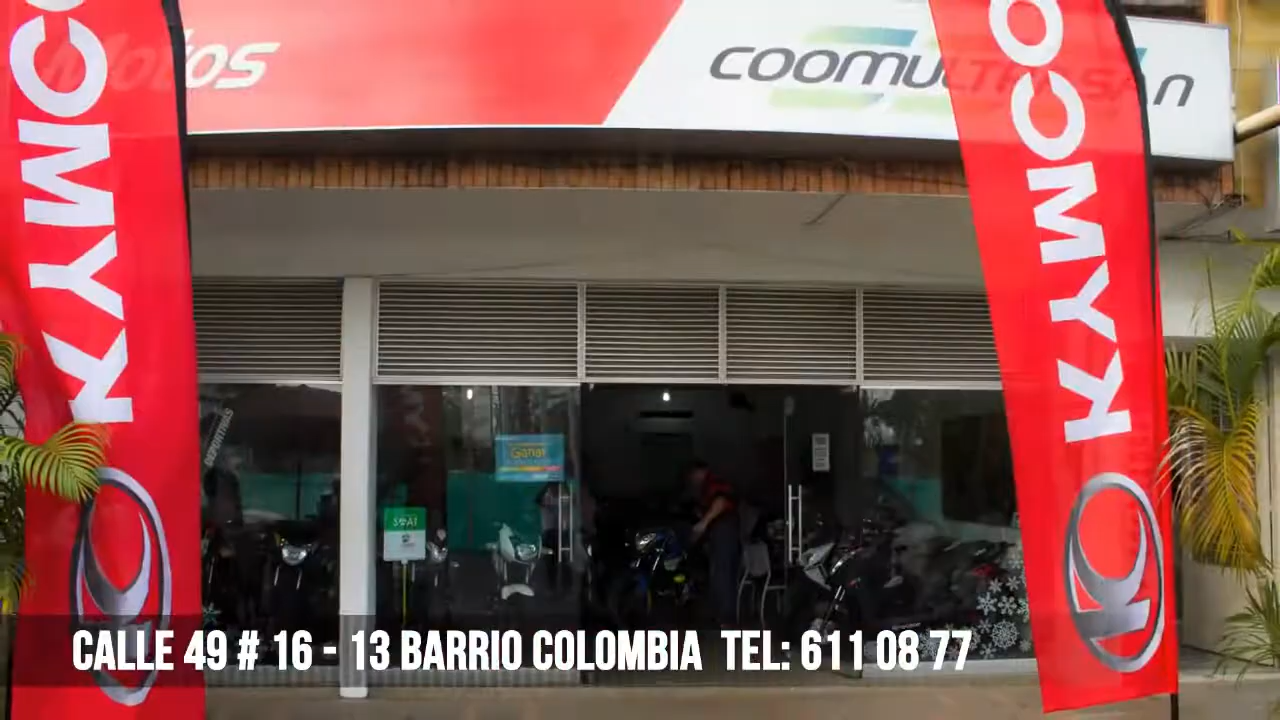 Motos
COOMULTRASAN
KYMCO
KYMCO
Ganar
SOAT
CALLE 49 # 16 - 13 BARRIO COLOMBIA TEL: 611 08 77